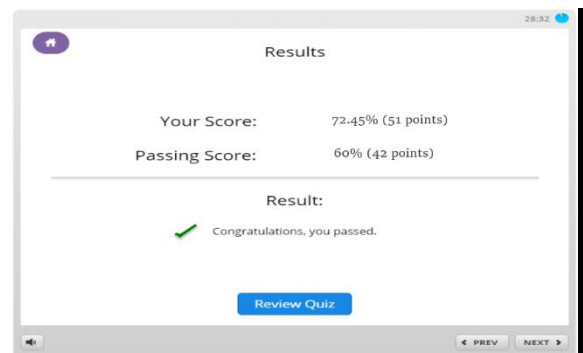 28:32
Results
Your Score: 72.45% (51 points)
Passing Score: 60% (42 points)
Result:
Congratulations, you passed.
Review Quiz
PREV NEXT